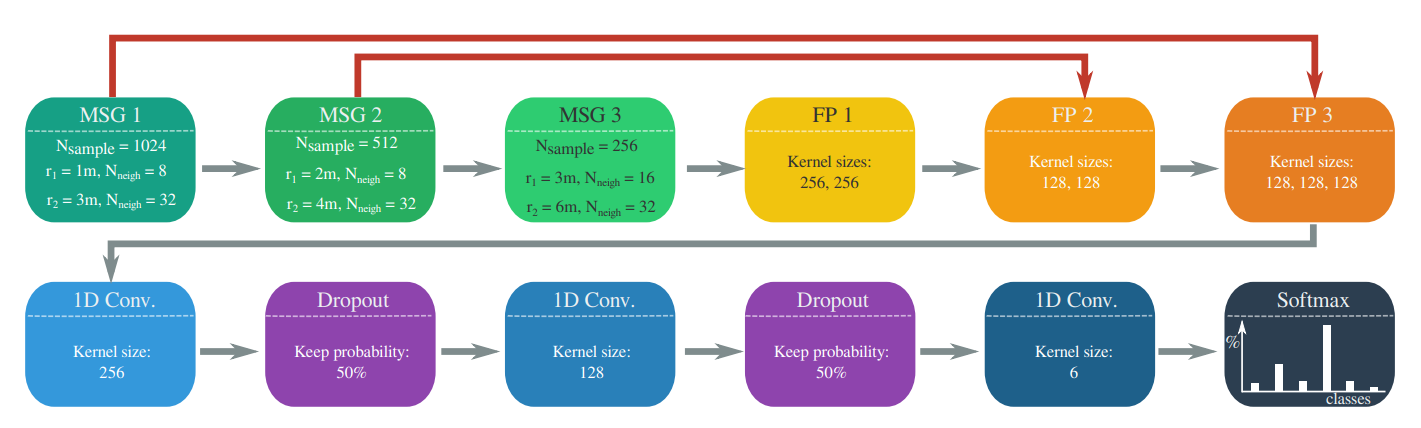 MSG 1
Nsample = 1024
r1 = 1m, Nneigh = 8
r2 = 3m, Nneigh = 32
MSG 2
Nsample = 512
r1 = 2m, Nneigh = 8
r2 = 4m, Nneigh = 32
MSG 3
Nsample = 256
r1 = 3m, Nneigh = 16
r2 = 6m, Nneigh = 32
FP 1
Kernel sizes:
256, 256
FP 2
Kernel sizes:
128, 128
FP 3
Kernel sizes:
128, 128, 128
1D Conv.
Kernel size:
256
Dropout
Keep probability:
50%
1D Conv.
Kernel size:
128
Dropout
Keep probability:
50%
1D Conv.
Kernel size:
6
Softmax
%
classes